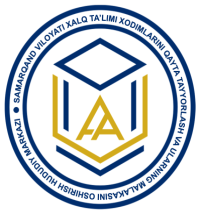 SAMARQAND VILOYATI XALQ TA'LIMI XODIMLARINI QAYTA TAYYORLASH VA ULARNING MALAKASINI OSHIRISH HUDUDIY MARKAZI